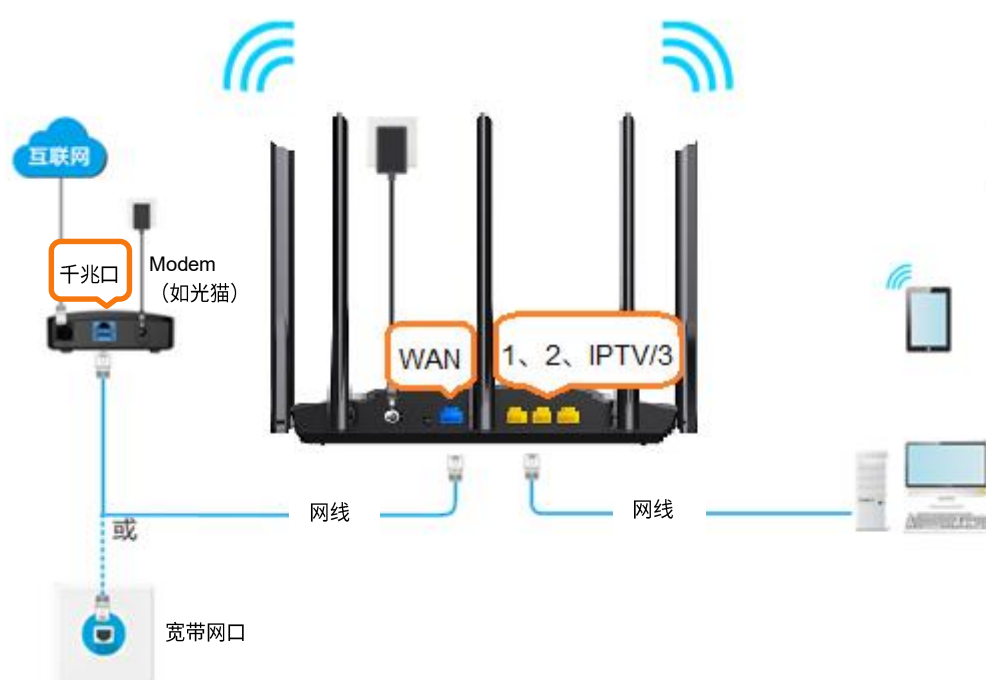 互联网
千兆口
Modem
（如光猫）
WAN
1、2、IPTV/3
网线
网线
或
宽带网口